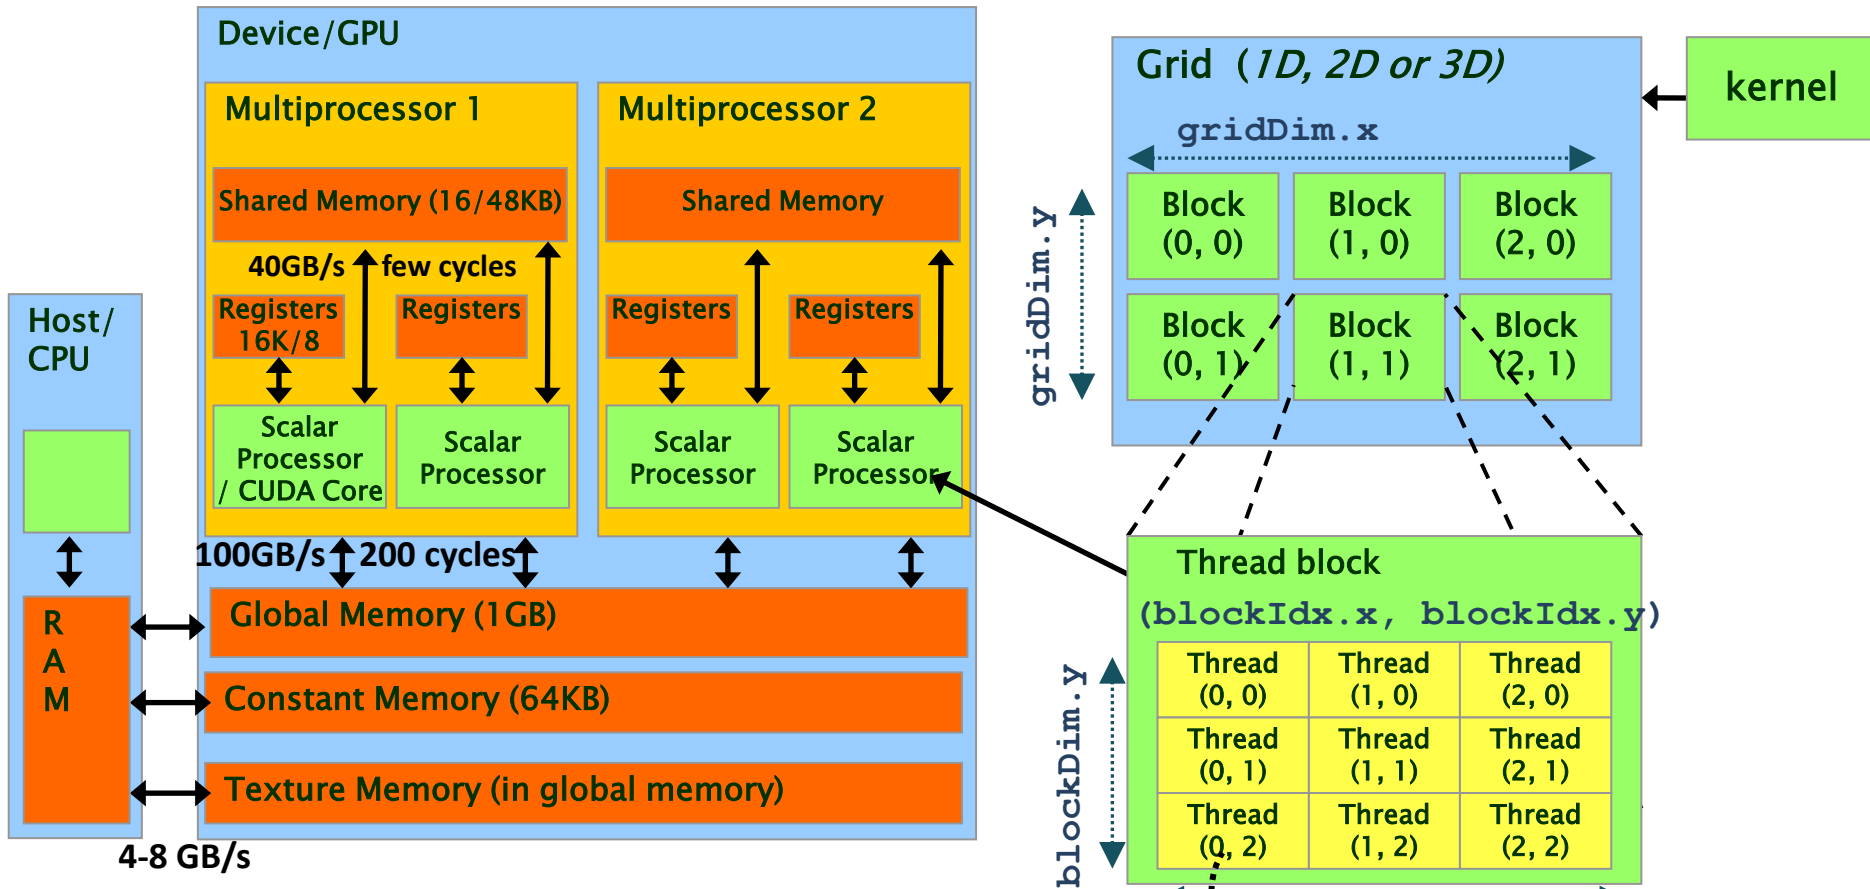 Device/GPU
Multiprocessor 1
Multiprocessor 2
Shared Memory (16/48KB)
Shared Memory
40GB/s
few cycles
Registers
16K/8
Registers
Registers
Registers
Scalar
Processor
/ CUDA Core
Scalar
Processor
Scalar
Processor
Scalar
Processor
100GB/s
200 cycles
Global Memory (1GB)
Constant Memory (64KB)
Texture Memory (in global memory)
Host/
CPU
R
A
M
4-8 GB/s
Grid (1D, 2D or 3D)
kernel
gridDim.x
gridDim.y
Block
(0, 0)
Block
(1, 0)
Block
(2, 0)
Block
(0, 1)
Block
(1, 1)
Block
(2, 1)
Thread block
(blockIdx.x, blockIdx.y)
blockDim.y
Thread
(0, 0)
Thread
(1, 0)
Thread
(2, 0)
Thread
(0, 1)
Thread
(1, 1)
Thread
(2, 1)
Thread
(0, 2)
Thread
(1, 2)
Thread
(2, 2)